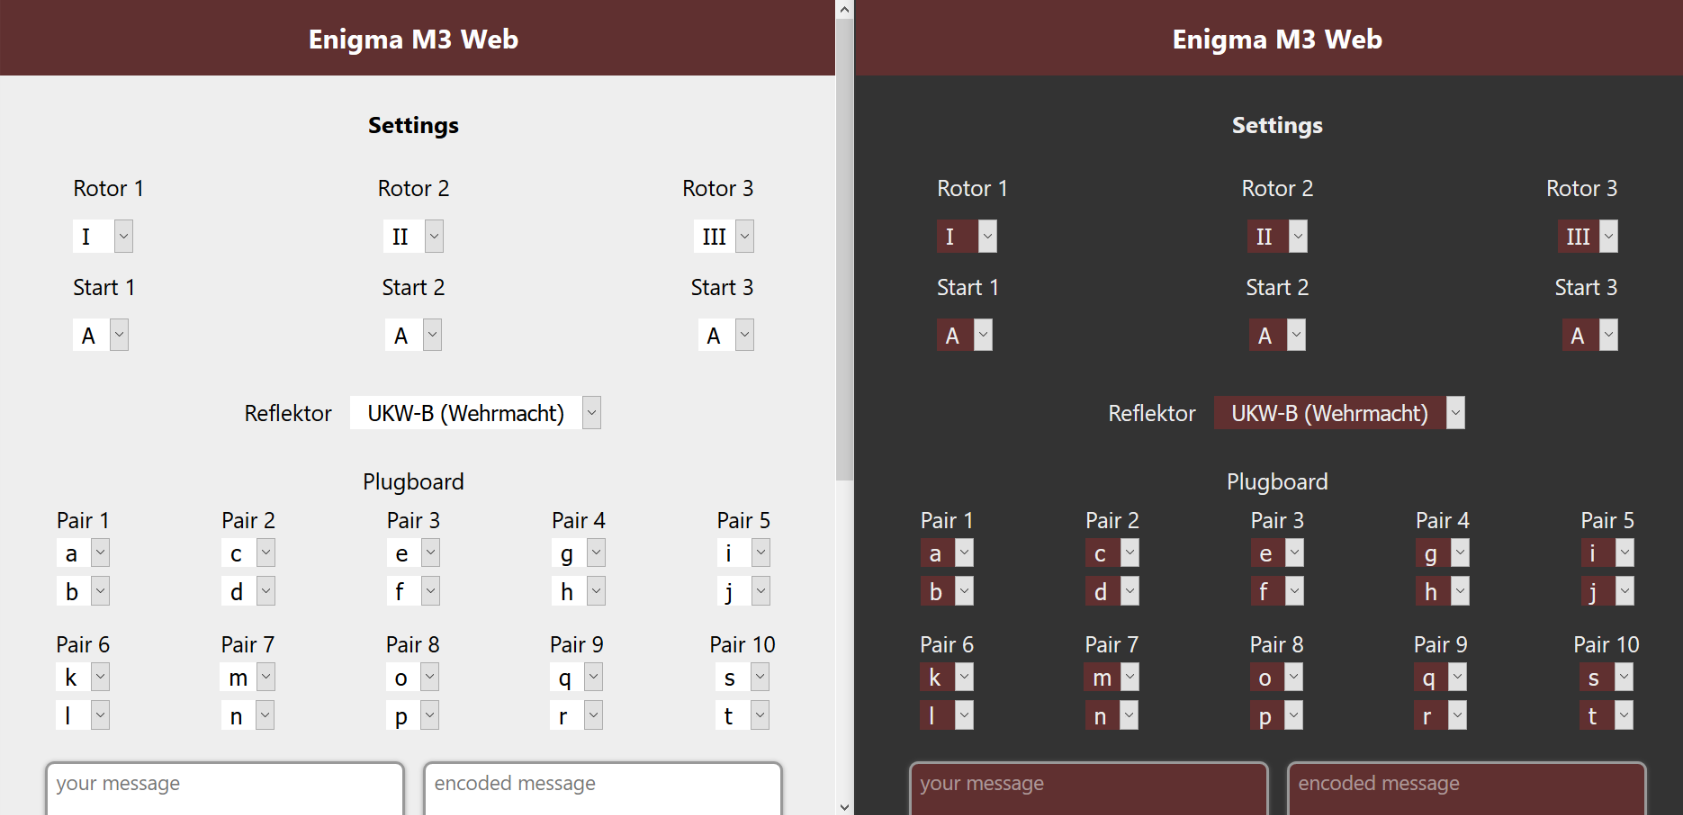 Enigma M3 Web
Settings
Rotor 1 Rotor 2 Rotor 3
I II III
Start 1 Start 2 Start 3
A A A
Reflektor UKW-B (Wehrmacht)
Plugboard
Pair 1 Pair 2 Pair 3 Pair 4 Pair 5
a c e g i
b d f h j
Pair 6 Pair 7 Pair 8 Pair 9 Pair 10
k m o q s
l n p r t
your message encoded message
Enigma M3 Web
Settings
Rotor 1 Rotor 2 Rotor 3
I II III
Start 1 Start 2 Start 3
A A A
Reflektor UKW-B (Wehrmacht)
Plugboard
Pair 1 Pair 2 Pair 3 Pair 4 Pair 5
a c e g i
b d f h j
Pair 6 Pair 7 Pair 8 Pair 9 Pair 10
k m o q s
l n p r t
your message encoded message